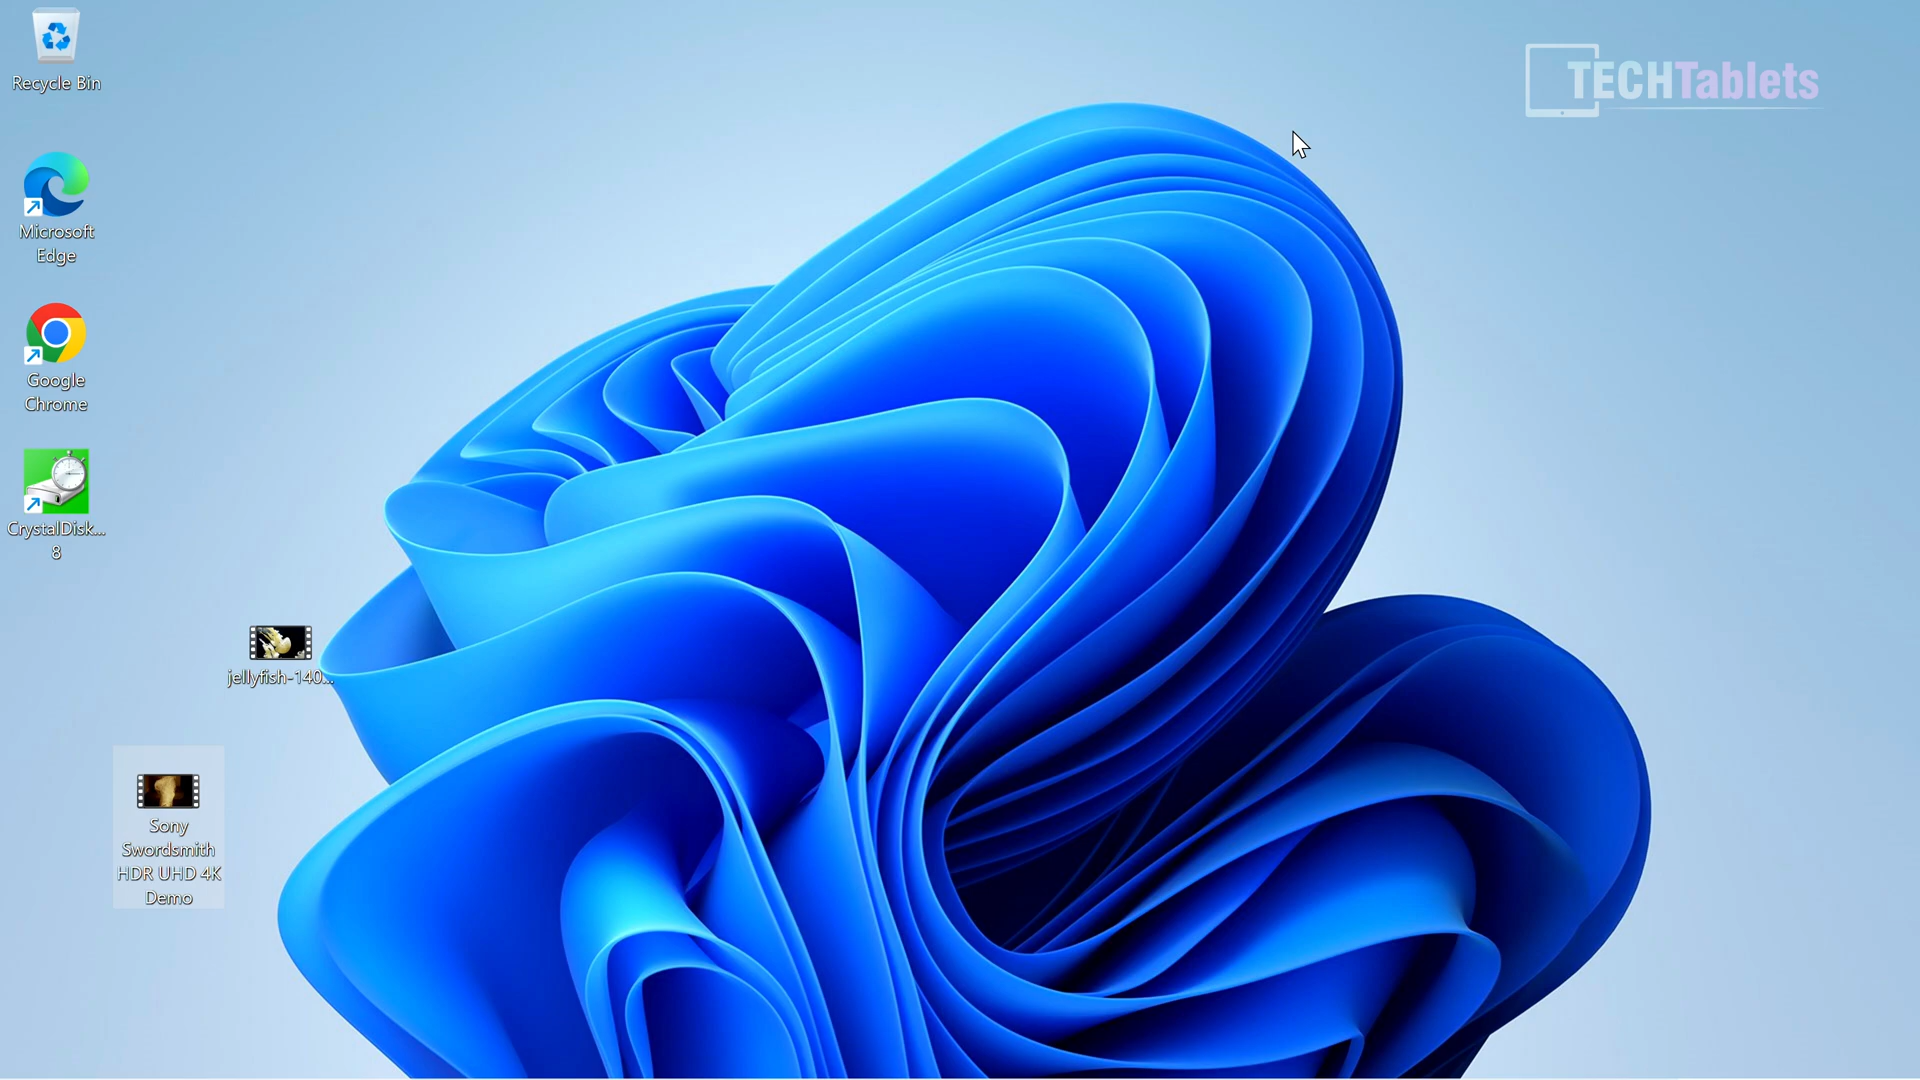 Recycle Bin
TECHTablets
Microsoft
Edge
Google
Chrome
CrystalDisk...
8
jellyfish-140...
Sony
Swordsmith
HDR UHD 4K
Demo